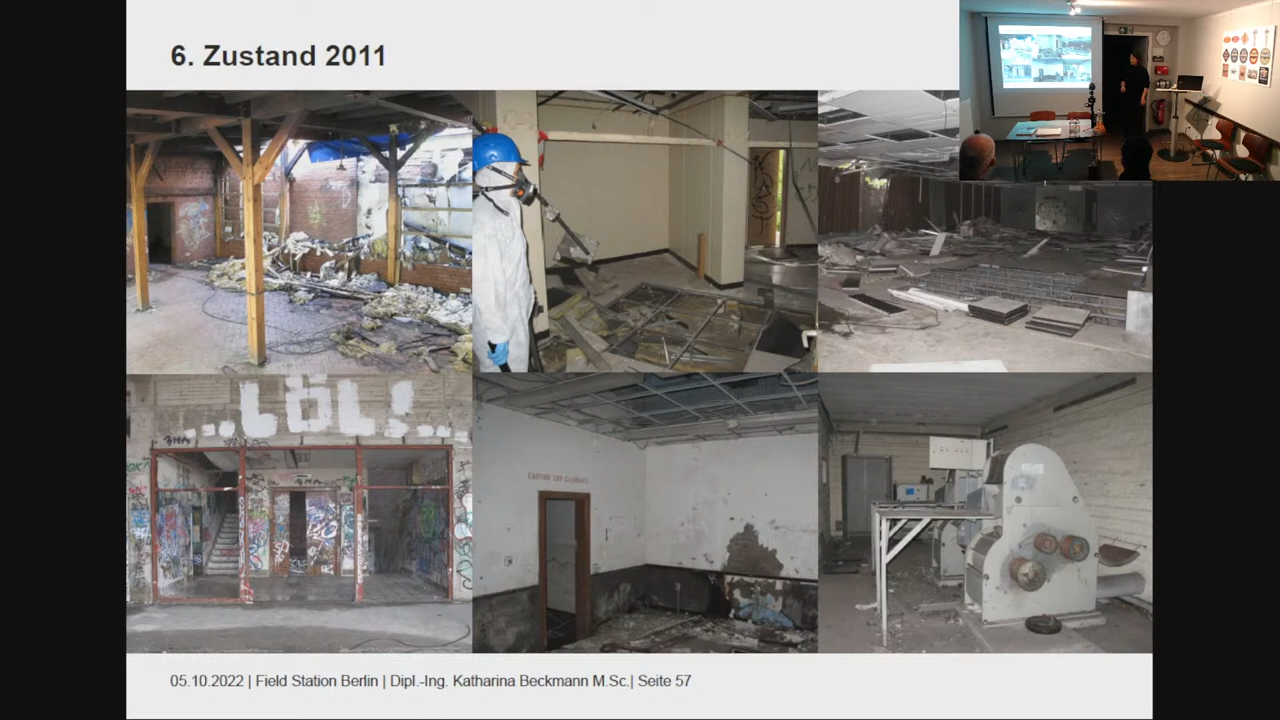 6. Zustand 2011
...LÖL!...
05.10.2022 | Field Station Berlin | Dipl.-Ing. Katharina Beckmann M.Sc.| Seite 57